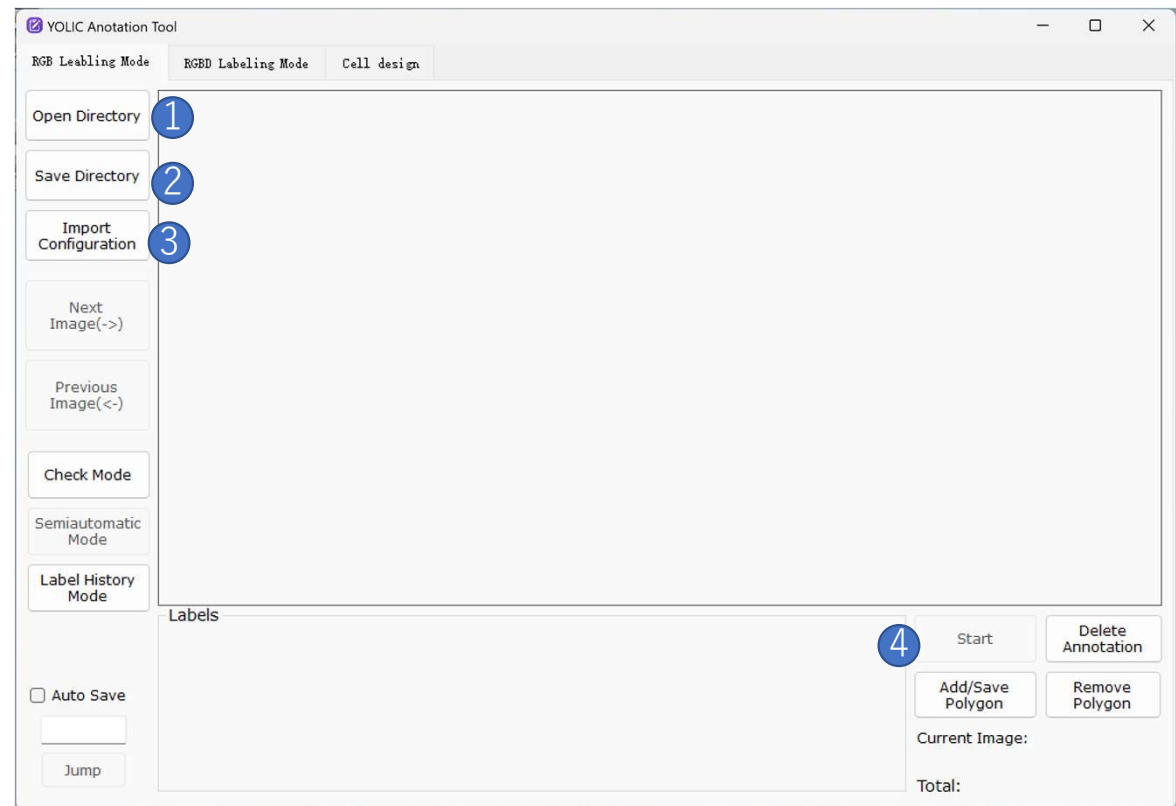 YOLIC Anotation Tool
RGB Leabling Mode
RGBD Labeling Mode
Cell design
Open Directory
1
Save Directory
2
Import
Configuration
3
Next
Image(->)
Previous
Image(<-)
Check Mode
Semiautomatic
Mode
Label History
Mode
Labels
4
Start
Delete
Annotation
Auto Save
Add/Save
Polygon
Remove
Polygon
Current Image:
Jump
Total: